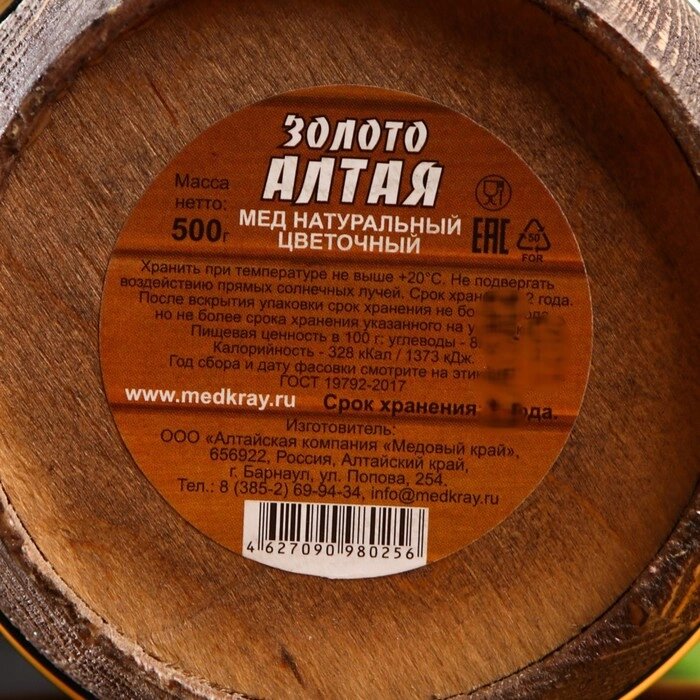 ЗОЛОТО
АЛТАЯ
Масса
нетто:
500г
МЕД НАТУРАЛЬНЫЙ
ЦВЕТОЧНЫЙ
EAC
50
FOR
Хранить при температуре не выше +20°С. Не подвергать
воздействию прямых солнечных лучей. Срок 2 года.
После вскрытия упаковки срок хранения не
но не более срока хранения указанного на
Пищевая ценность в 100 г: углеводы -
Калорийность - 328 кКал / 1373 кДж.
Год сбора и дату фасовки смотрите на
ГОСТ 19792-2017
www.medkray.ru
Срок хранения
Изготовитель:
ООО «Алтайская компания «Медовый край»,
656922, Россия, Алтайский край,
г. Барнаул, ул. Попова, 254.
Тел.: 8 (385-2) 69-94-34, info@medkray.ru
4 627090 980256